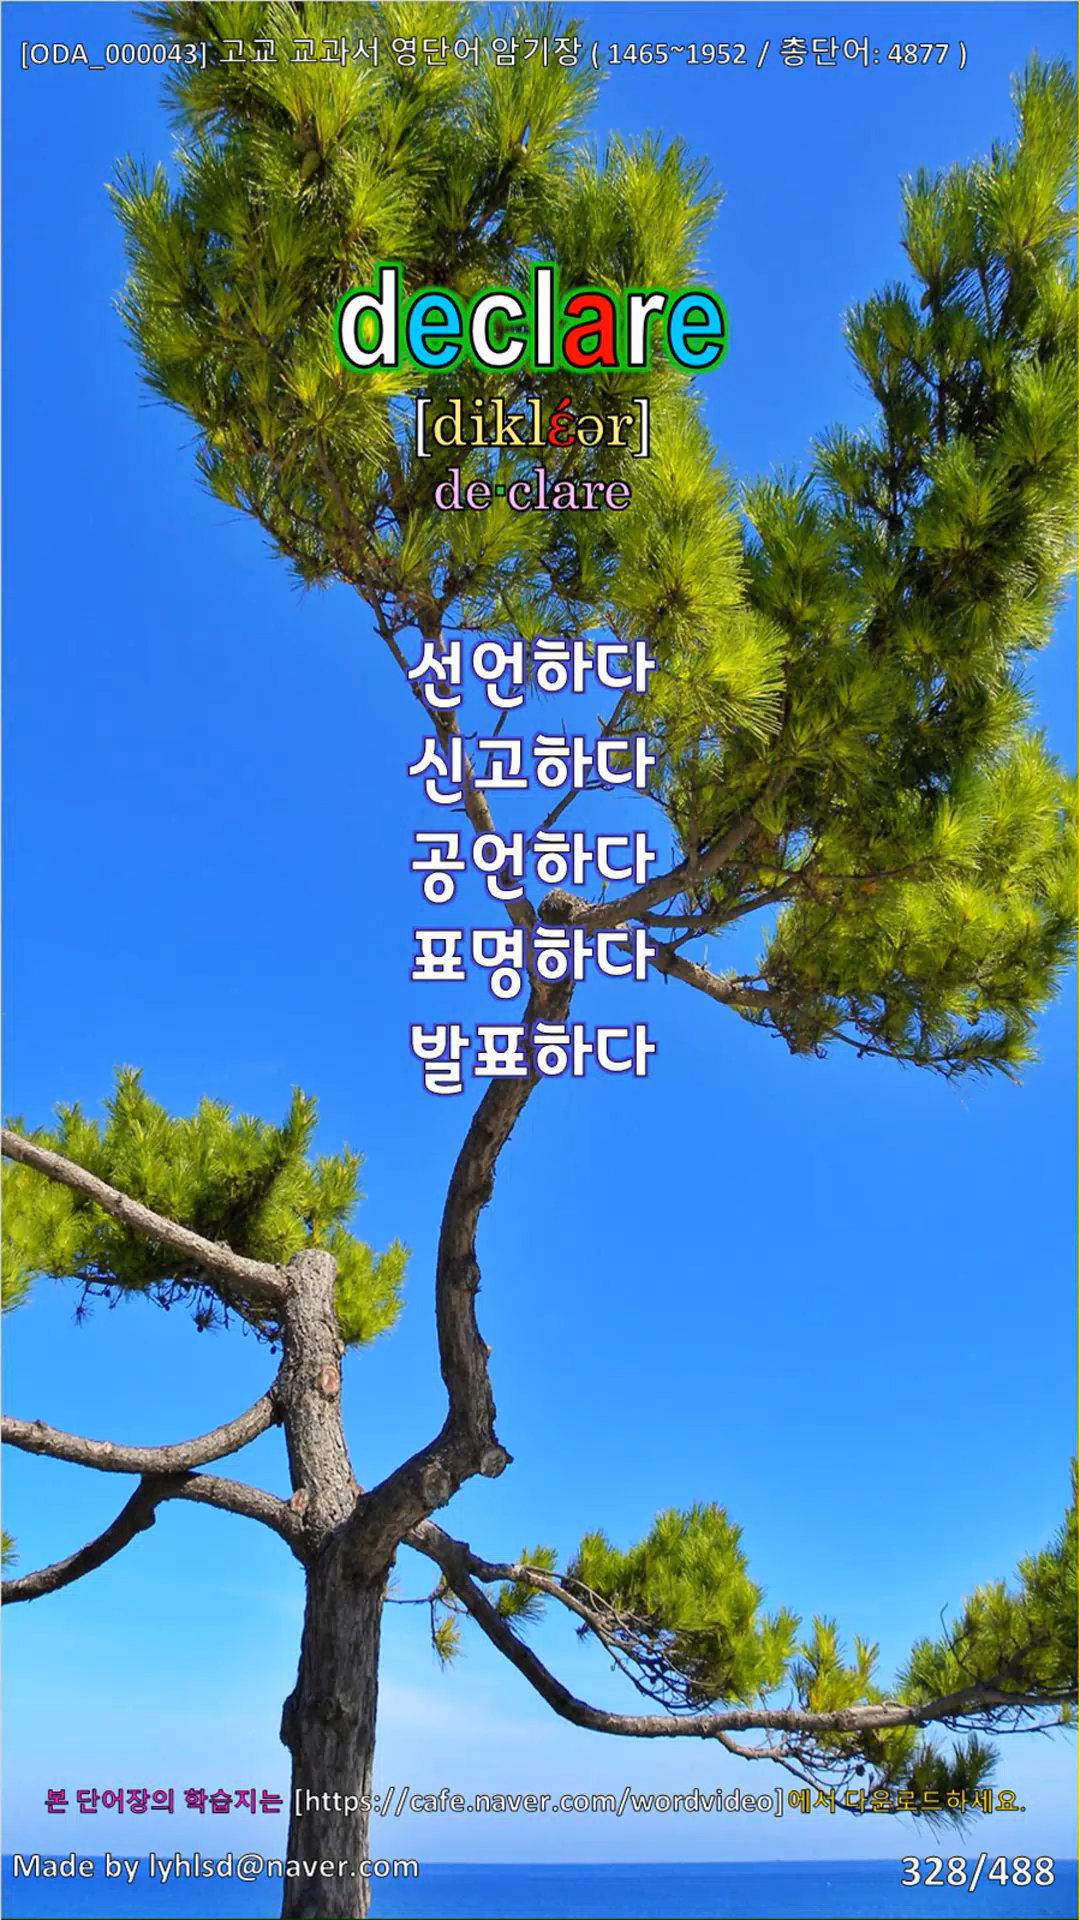 [ODA_000043] 고교 교과서 영단어 암기장 ( 1465~1952 / 총단어: 4877 )
declare
[dikléər]
de·clare
선언하다
신고하다
공언하다
표명하다
발표하다
본 단어장의 학습지는 [https://cafe.naver.com/wordvideo]에서 다운로드하세요.
Made by lyhlsd@naver.com
328/488